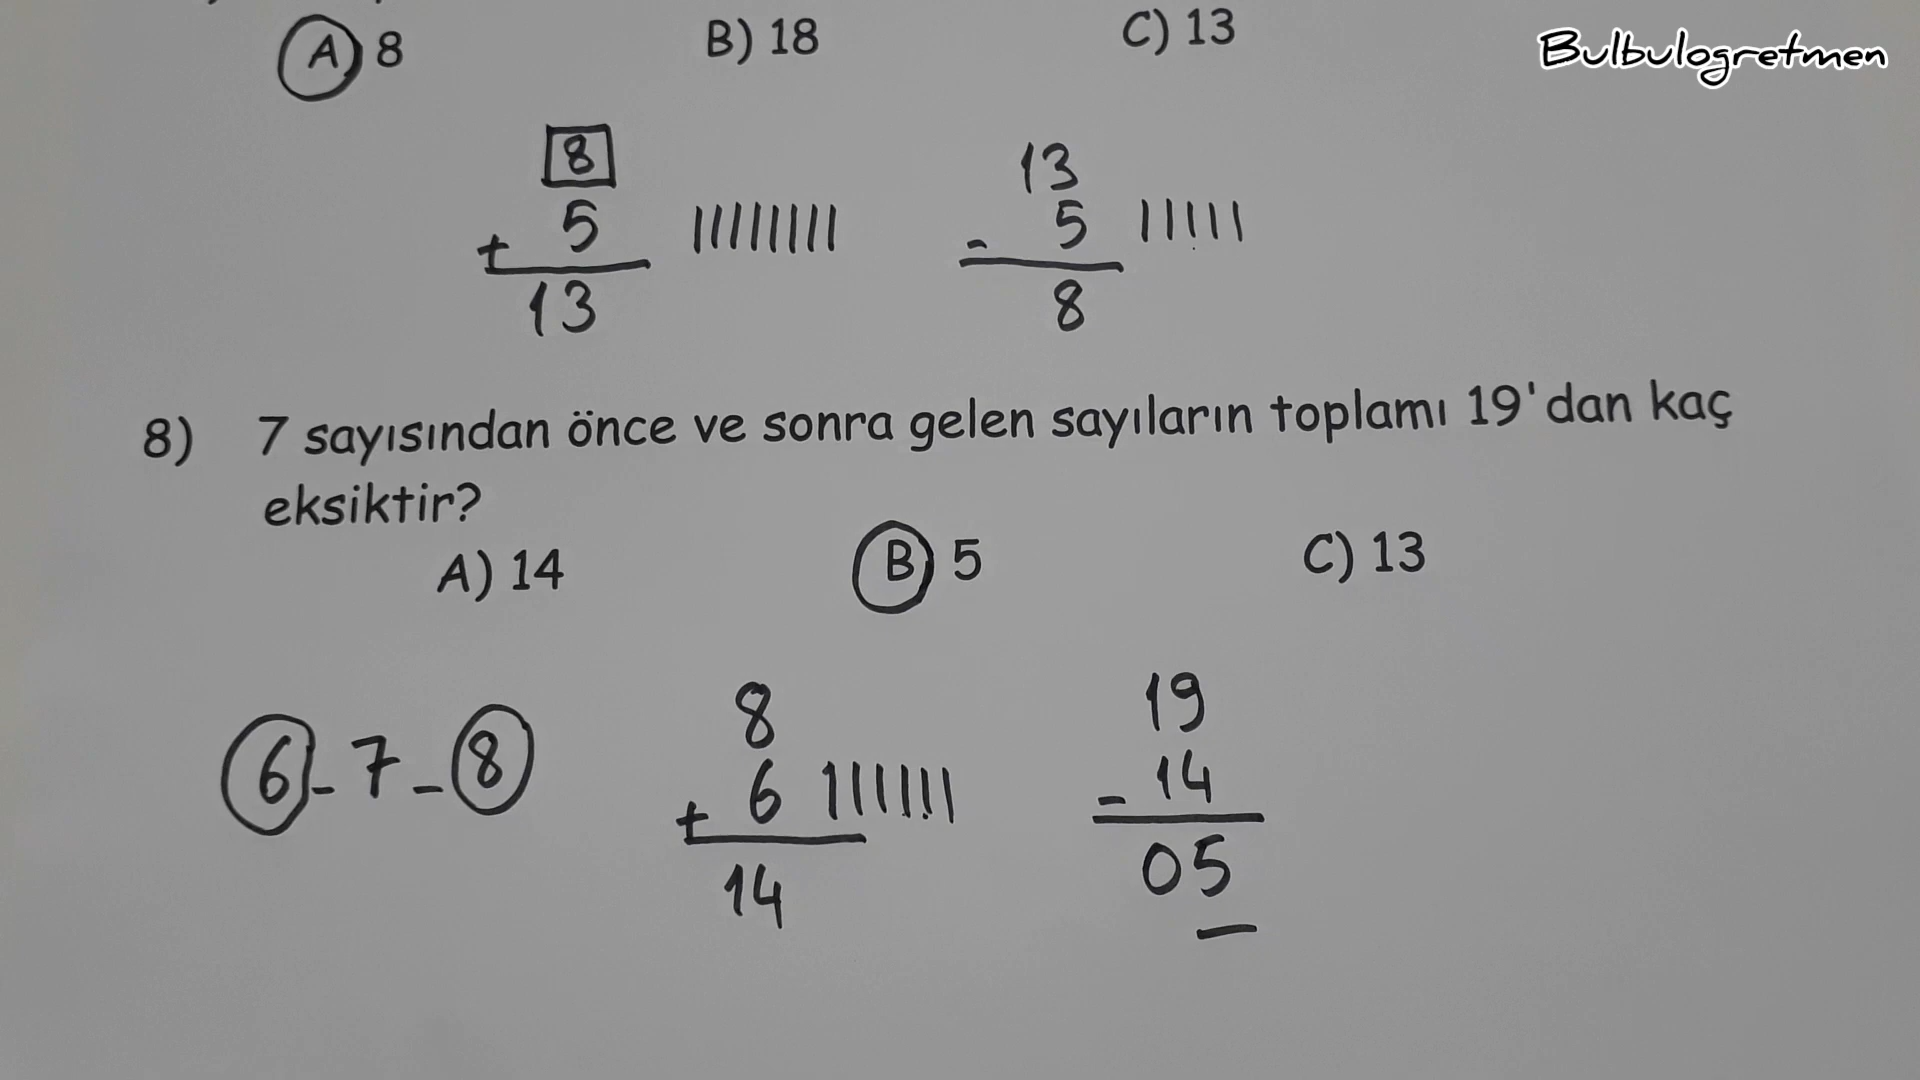 A) 8 B) 18 C) 13
Bulbulogretmen
8 13
+ 5 - 5
13 8
8) 7 sayısından önce ve sonra gelen sayıların toplamı 19'dan kaç
eksiktir?
A) 14 B) 5 C) 13
6 - 7 - 8
8 19
+ 6 - 14
14 05